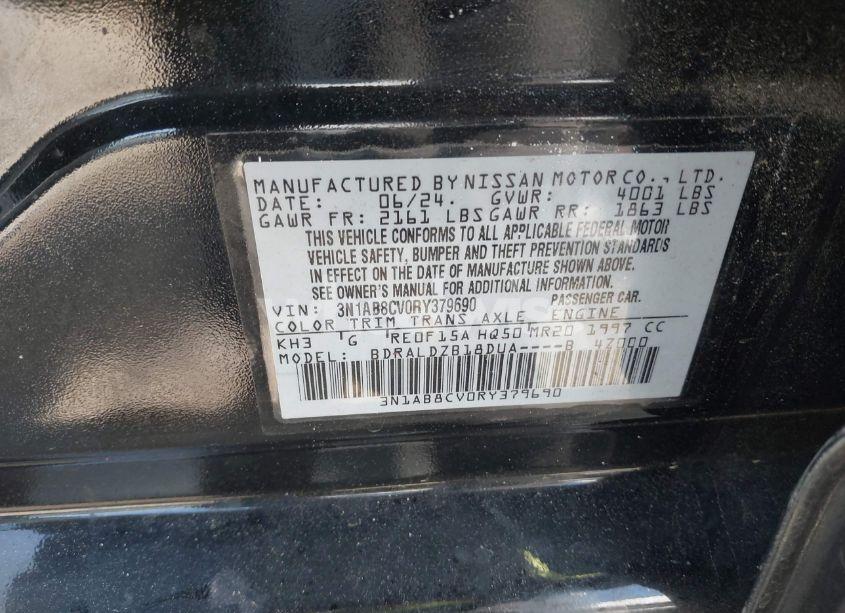 MANUFACTURED BY NISSAN MOTOR CO., LTD.
DATE: 06/24. GVWR: 4001 LBS
GAWR FR: 2161 LBS GAWR RR: 1863 LBS
THIS VEHICLE CONFORMS TO ALL APPLICABLE FEDERAL MOTOR
VEHICLE SAFETY, BUMPER AND THEFT PREVENTION STANDARDS
IN EFFECT ON THE DATE OF MANUFACTURE SHOWN ABOVE.
SEE OWNER'S MANUAL FOR ADDITIONAL INFORMATION.
VIN: 3N1AB8CV0RY379690 PASSENGER CAR.
COLOR TRIM TRANS AXLE ENGINE
KH3 G RE0F15A HQ50 MR20 1997 CC
MODEL: BDRALDZB18DUA----B 4Z000
3N1AB8CV0RY379690